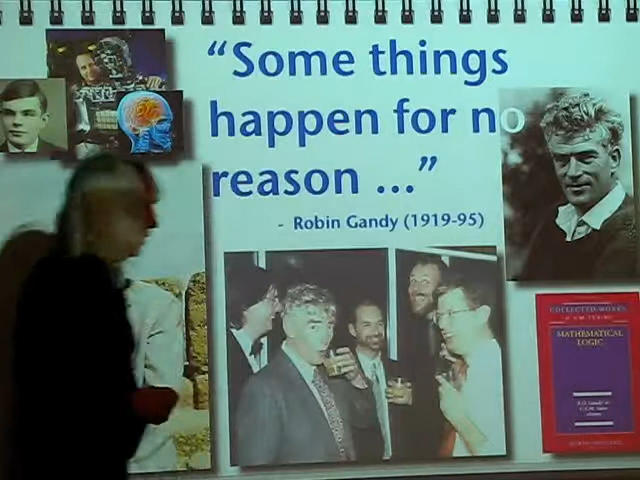 “Some things
happen for no
reason ...”
- Robin Gandy (1919-95)
COLLECTED WORKS
MATHEMATICAL
LOGIC